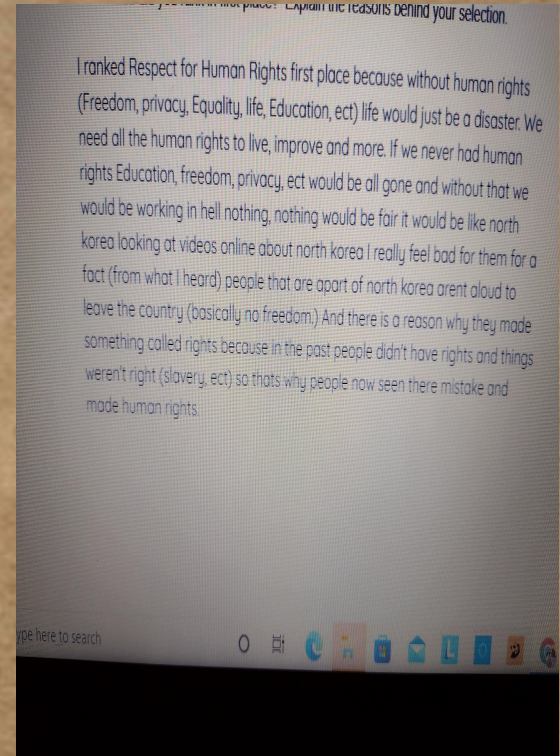 place? Explain the reasons behind your selection.
I ranked Respect for Human Rights first place because without human rights
(Freedom, privacy, Equality, life, Education, ect) life would just be a disaster. We
need all the human rights to live, improve and more. If we never had human
rights Education, freedom, privacy, ect would be all gone and without that we
would be working in hell nothing, nothing would be fair it would be like north
korea looking at videos online about north korea I really feel bad for them for a
fact (from what I heard) people that are apart of north korea arent aloud to
leave the country (basically no freedom.) And there is a reason why they made
something called rights because in the past people didn't have rights and things
weren't right (slavery, ect) so thats why people now seen there mistake and
made human rights.
ype here to search
L